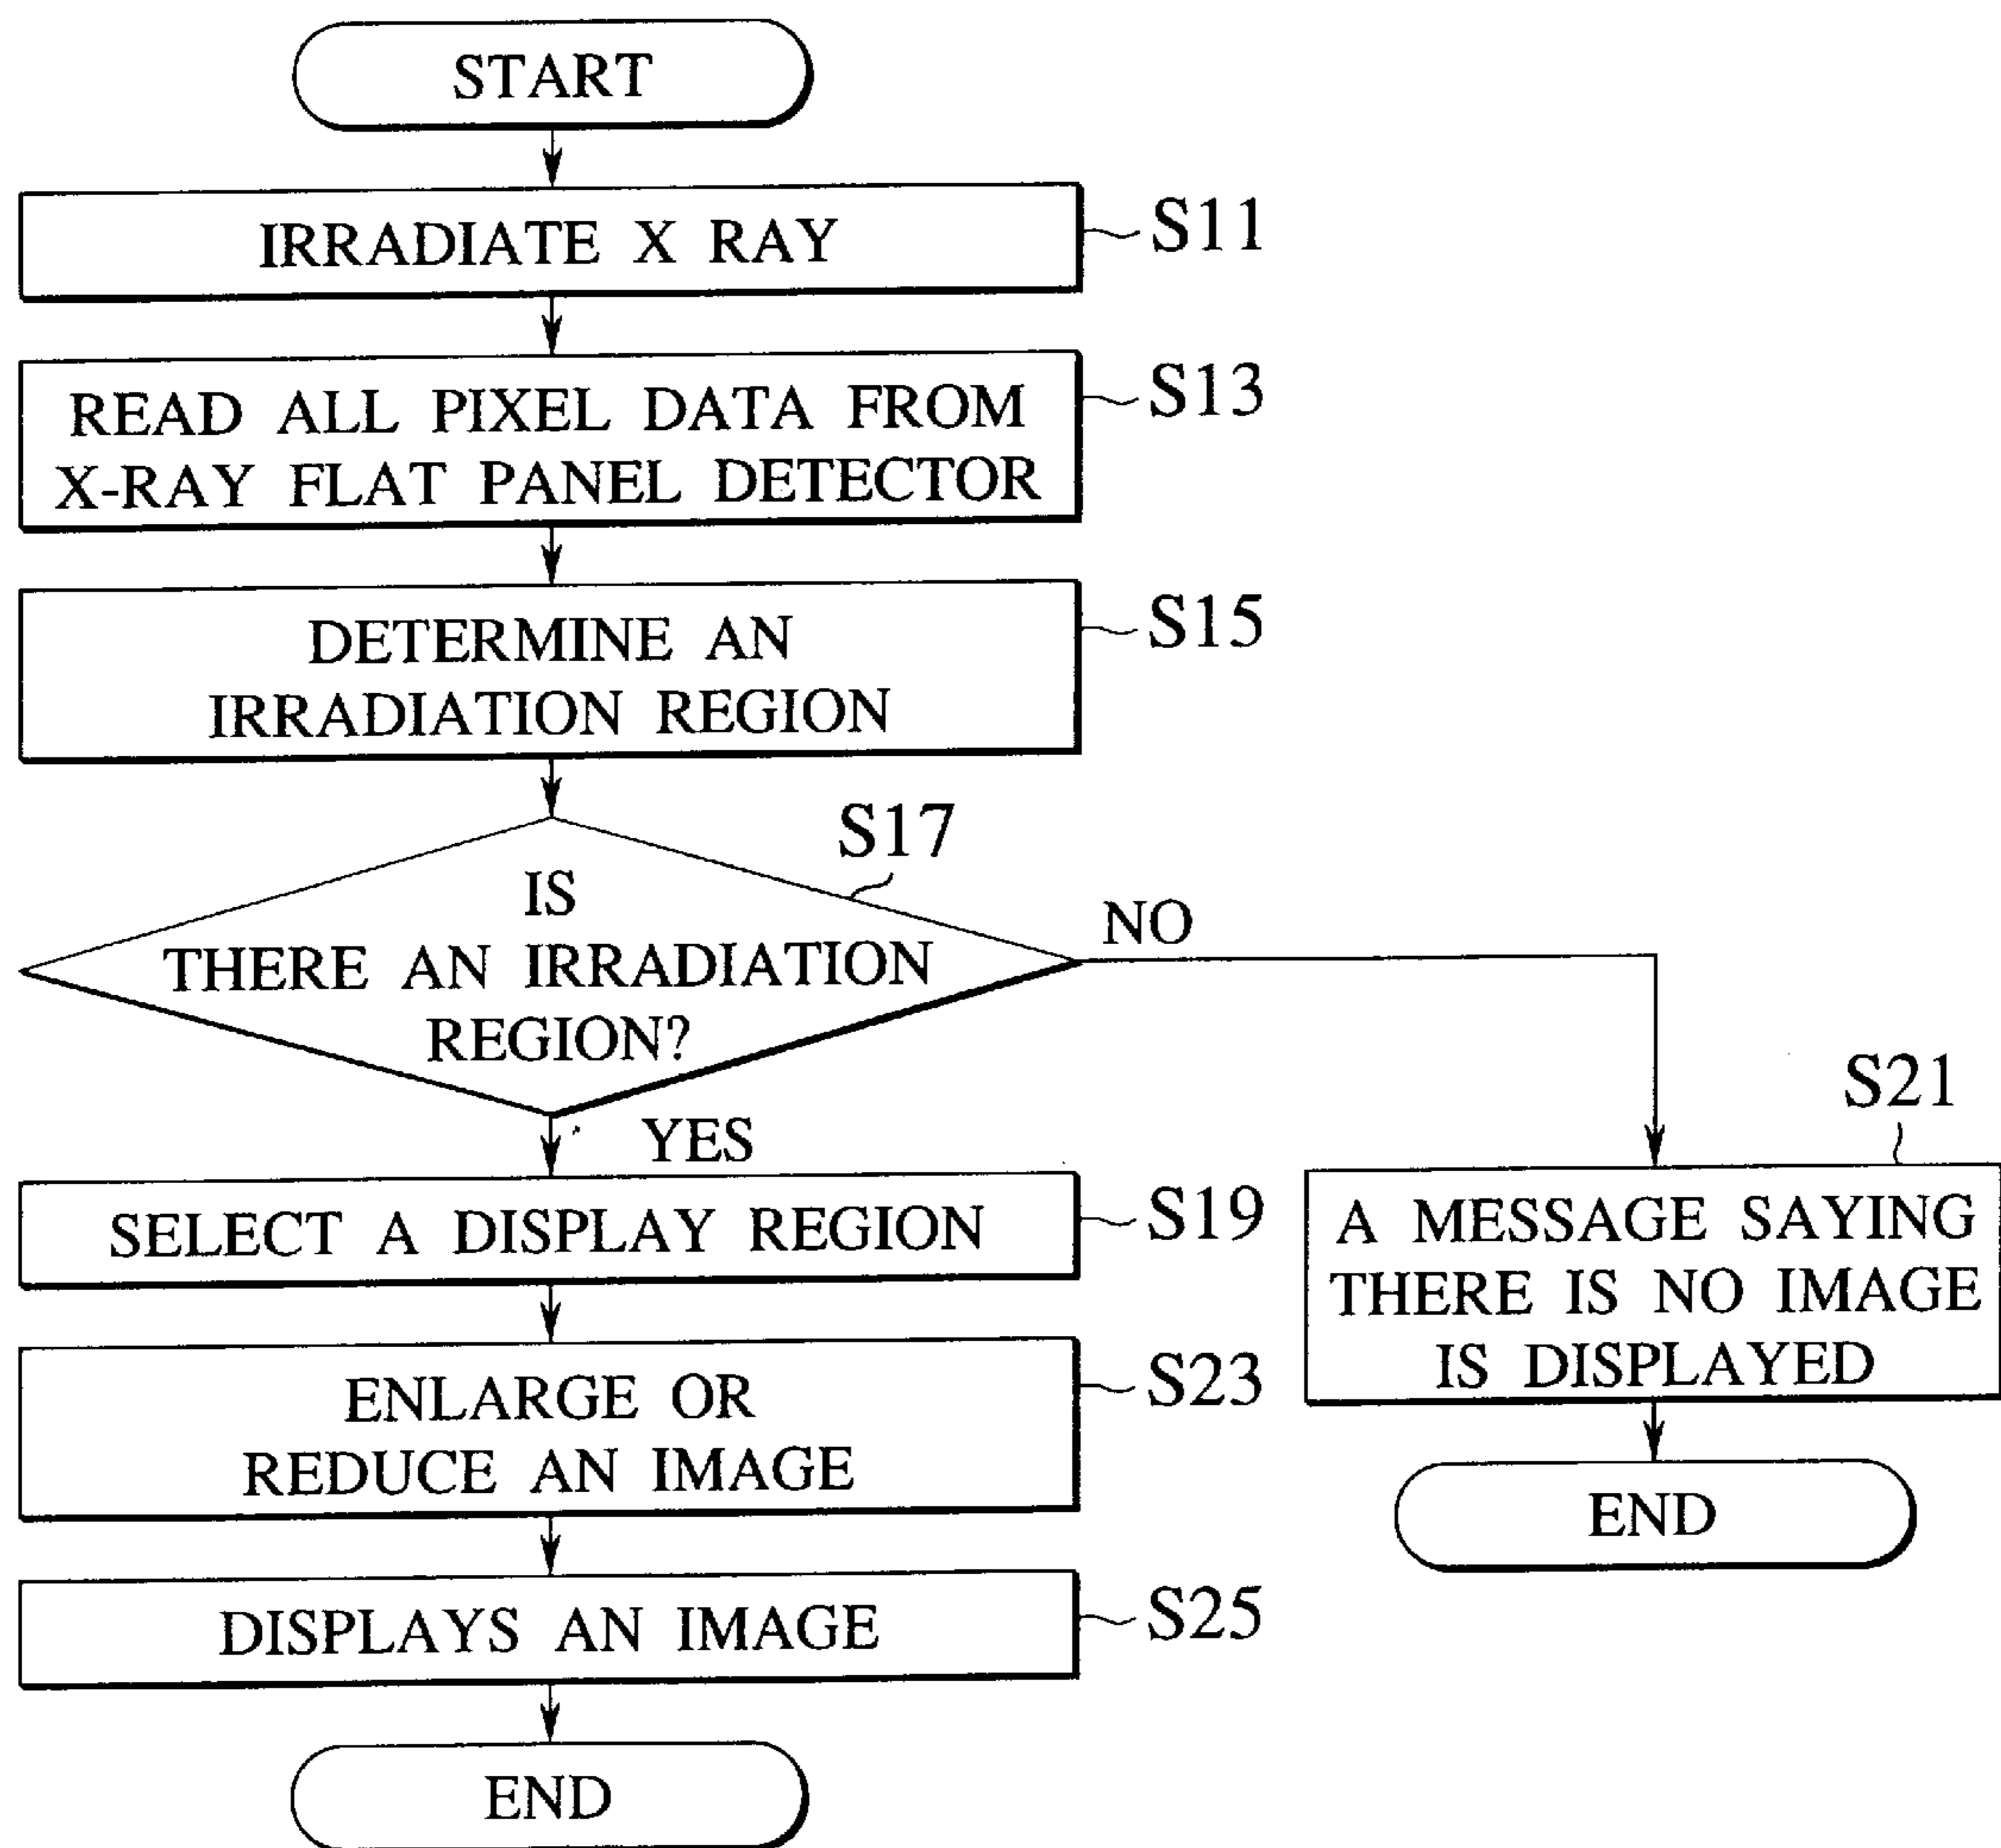 START
IRRADIATE X RAY
S11
READ ALL PIXEL DATA FROM
X-RAY FLAT PANEL DETECTOR
S13
DETERMINE AN
IRRADIATION REGION
S15
S17
IS
THERE AN IRRADIATION
REGION?
NO
YES
SELECT A DISPLAY REGION
S19
S21
A MESSAGE SAYING
THERE IS NO IMAGE
IS DISPLAYED
END
ENLARGE OR
REDUCE AN IMAGE
S23
DISPLAYS AN IMAGE
S25
END